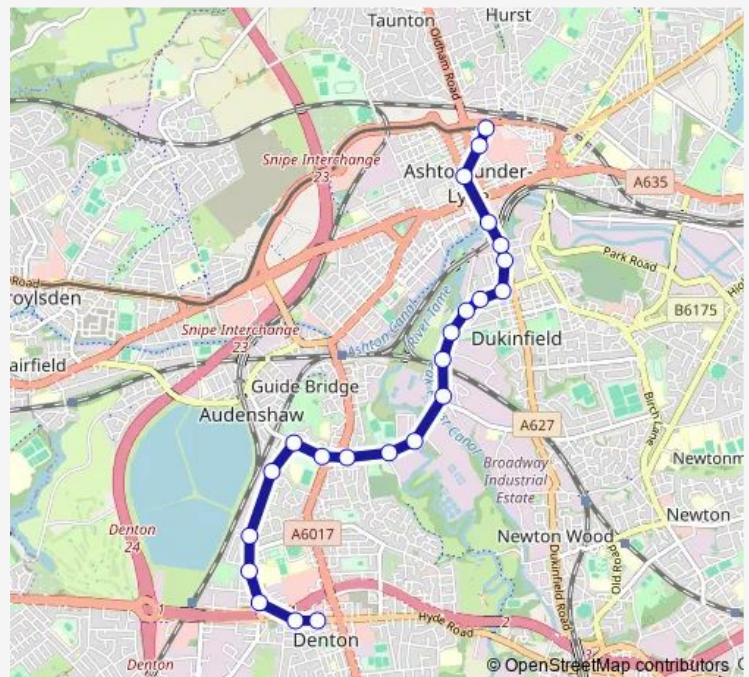 Taunton
Hurst
Oldham Road
Snipe Interchange
23
Ashton-under-
Lyne
A635
Park Road
B6175
Road
roylsden
Snipe Interchange
23
Ashton Canal
River Tame
Dukinfield
airfield
Guide Bridge
Audenshaw
Birch Lane
A627
Broadway
Industrial
Estate
Newtonm
Denton
24
A6017
Newton Wood
Newton
Old Road
Dukinfield Road
Hyde Road
2
1
Denton
Denton
© OpenStreetMap contributors